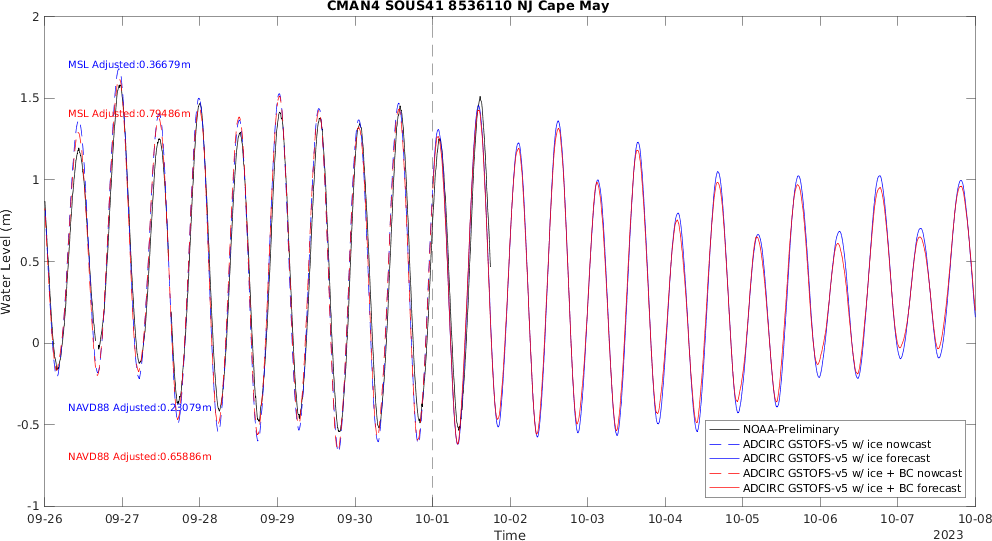 CMAN4 SOUS41 8536110 NJ Cape May
2
1.5
1
0.5
0
-0.5
-1
Water Level (m)
MSL Adjusted:0.36679m
MSL Adjusted:0.79486m
NAVD88 Adjusted:0.23079m
NAVD88 Adjusted:0.65886m
NOAA-Preliminary
ADCIRC GSTOFS-v5 w/ ice nowcast
ADCIRC GSTOFS-v5 w/ ice forecast
ADCIRC GSTOFS-v5 w/ ice + BC nowcast
ADCIRC GSTOFS-v5 w/ ice + BC forecast
09-26 09-27 09-28 09-29 09-30 10-01 10-02 10-03 10-04 10-05 10-06 10-07 10-08
Time
2023